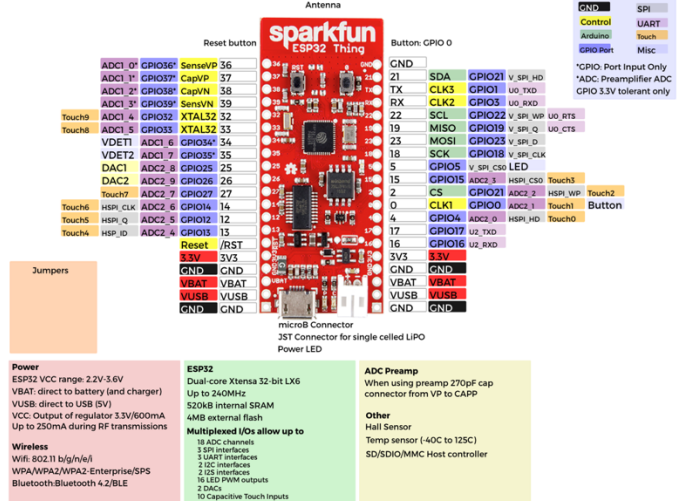 Antenna
GND SPI
Control UART
Arduino Touch
GPIO Port Misc
*GPIO: Port Input Only
*ADC: Preamplifier ADC
GPIO 3.3V tolerant only
Reset button
Button: GPIO 0
sparkfun
ESP32 Thing
ADC1_0* GPIO36* SenseVP 36
ADC1_1* GPIO37* CapVP 37
ADC1_2* GPIO38* CapVN 38
ADC1_3* GPIO39* SensVN 39
Touch9 ADC1_4 GPIO32 XTAL32 32
Touch8 ADC1_5 GPIO33 XTAL32 33
VDET1 ADC1_6 GPIO34* 34
VDET2 ADC1_7 GPIO35* 35
DAC1 ADC2_8 GPIO25 25
DAC2 ADC2_9 GPIO26 26
Touch7 ADC2_7 GPIO27 27
Touch6 HSPI_CLK ADC2_6 GPIO14 14
Touch5 HSPI_Q ADC2_5 GPIO12 12
Touch4 HSP_ID ADC2_4 GPIO13 13
Reset /RST
3.3V 3V3
GND GND
VBAT VBAT
VUSB VUSB
GND GND
GND
21 SDA GPIO21 V_SPI_HD
TX CLK3 GPIO1 U0_TXD
RX CLK2 GPIO3 U0_RXD
22 SCL GPIO22 V_SPI_WP U0_RTS
19 MISO GPIO19 V_SPI_Q U0_CTS
23 MOSI GPIO23 V_SPI_D
18 SCK GPIO18 V_SPI_CLK
5 GPIO5 V_SPI_CS0 LED
15 GPIO15 ADC2_3 HSPI_CS0 Touch3
2 CS GPIO21 ADC2_2 HSPI_WP Touch2
0 CLK1 GPIO0 ADC2_1 Touch1 Button
4 GPIO4 ADC2_0 HSPI_HD Touch0
17 GPIO17 U2_TXD
16 GPIO16 U2_RXD
3V3 3.3V
GND GND
VBAT VBAT
VUSB VUSB
GND GND
Jumpers
microB Connector
JST Connector for single celled LiPO
Power LED
Power
ESP32 VCC range: 2.2V-3.6V
VBAT: direct to battery (and charger)
VUSB: direct to USB (5V)
VCC: Output of regulator 3.3V/600mA
Up to 250mA during RF transmissions
Wireless
Wifi: 802.11 b/g/n/e/i
WPA/WPA2/WPA2-Enterprise/SPS
Bluetooth:Bluetooth 4.2/BLE
ESP32
Dual-core Xtensa 32-bit LX6
Up to 240MHz
520kB internal SRAM
4MB external flash
Multiplexed I/Os allow up to
18 ADC channels
3 SPI interfaces
3 UART interfaces
2 I2C interfaces
2 I2S interfaces
16 LED PWM outputs
2 DACs
10 Capacitive Touch Inputs
ADC Preamp
When using preamp 270pF cap
connector from VP to CAPP
Other
Hall Sensor
Temp sensor (-40C to 125C)
SD/SDIO/MMC Host controller